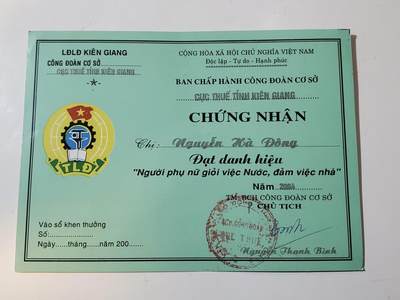 LĐLĐ KIÊN GIANG
CÔNG ĐOÀN CƠ SỞ
CỤC THUẾ TỈNH KIÊN GIANG
-*-
TLĐ
Vào sổ khen thưởng
Số:
Ngày......tháng......năm 200.....
CỘNG HÒA XÃ HỘI CHỦ NGHĨA VIỆT NAM
Độc lập - Tự do - Hạnh phúc
BAN CHẤP HÀNH CÔNG ĐOÀN CƠ SỞ
CỤC THUẾ TỈNH KIÊN GIANG
CHỨNG NHẬN
Chị: Nguyễn Hà Đông
Đạt danh hiệu
"Người phụ nữ giỏi việc Nước, đảm việc nhà"
Năm 2004
TM. BCH CÔNG ĐOÀN CƠ SỞ
CHỦ TỊCH
CỤC THUẾ
Nguyễn Thanh Bình